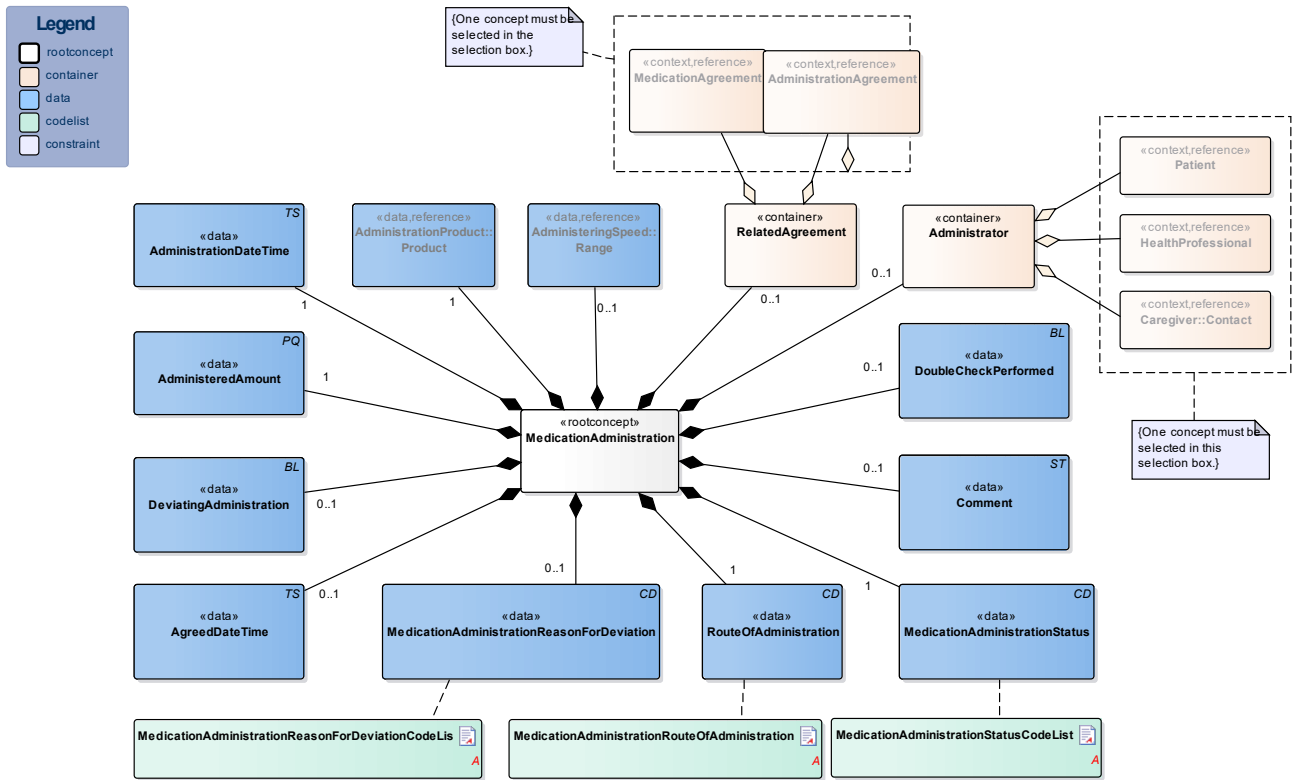 Legend
rootconcept
container
data
codelist
constraint
{One concept must be
selected in the
selection box.}
«context,reference»
MedicationAgreement
«context,reference»
AdministrationAgreement
«context,reference»
Patient
«context,reference»
HealthProfessional
«context,reference»
Caregiver::Contact
{One concept must be
selected in this
selection box.}
TS
«data»
AdministrationDateTime
1
«data,reference»
AdministrationProduct::
Product
1
«data,reference»
AdministeringSpeed::
Range
0..1
«container»
RelatedAgreement
0..1
«container»
Administrator
0..1
PQ
«data»
AdministeredAmount
1
BL
«data»
DoubleCheckPerformed
0..1
«rootconcept»
MedicationAdministration
BL
«data»
DeviatingAdministration
0..1
ST
«data»
Comment
0..1
TS
«data»
AgreedDateTime
0..1
CD
«data»
MedicationAdministrationReasonForDeviation
0..1
CD
«data»
RouteOfAdministration
1
CD
«data»
MedicationAdministrationStatus
1
MedicationAdministrationReasonForDeviationCodeLis
A
MedicationAdministrationRouteOfAdministration
A
MedicationAdministrationStatusCodeList
A